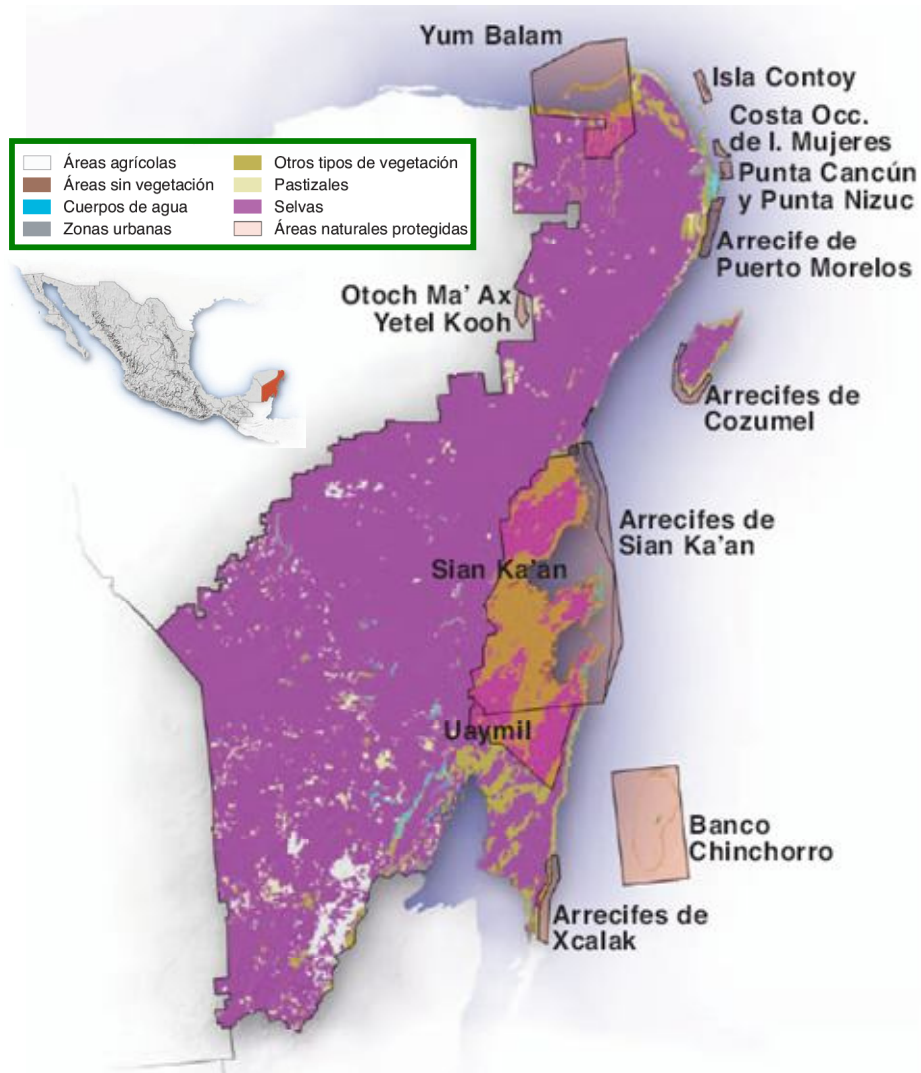 Yum Balam
Isla Contoy
Costa Occ.
de I. Mujeres
Punta Cancún
y Punta Nizuc
Áreas agrícolas
Áreas sin vegetación
Cuerpos de agua
Zonas urbanas
Otros tipos de vegetación
Pastizales
Selvas
Áreas naturales protegidas
Arrecife de
Puerto Morelos
Otoch Ma' Ax
Yetel Kooh
Arrecifes de
Cozumel
Arrecifes de
Sian Ka'an
Sian Ka'an
Uaymil
Banco
Chinchorro
Arrecifes de
Xcalak